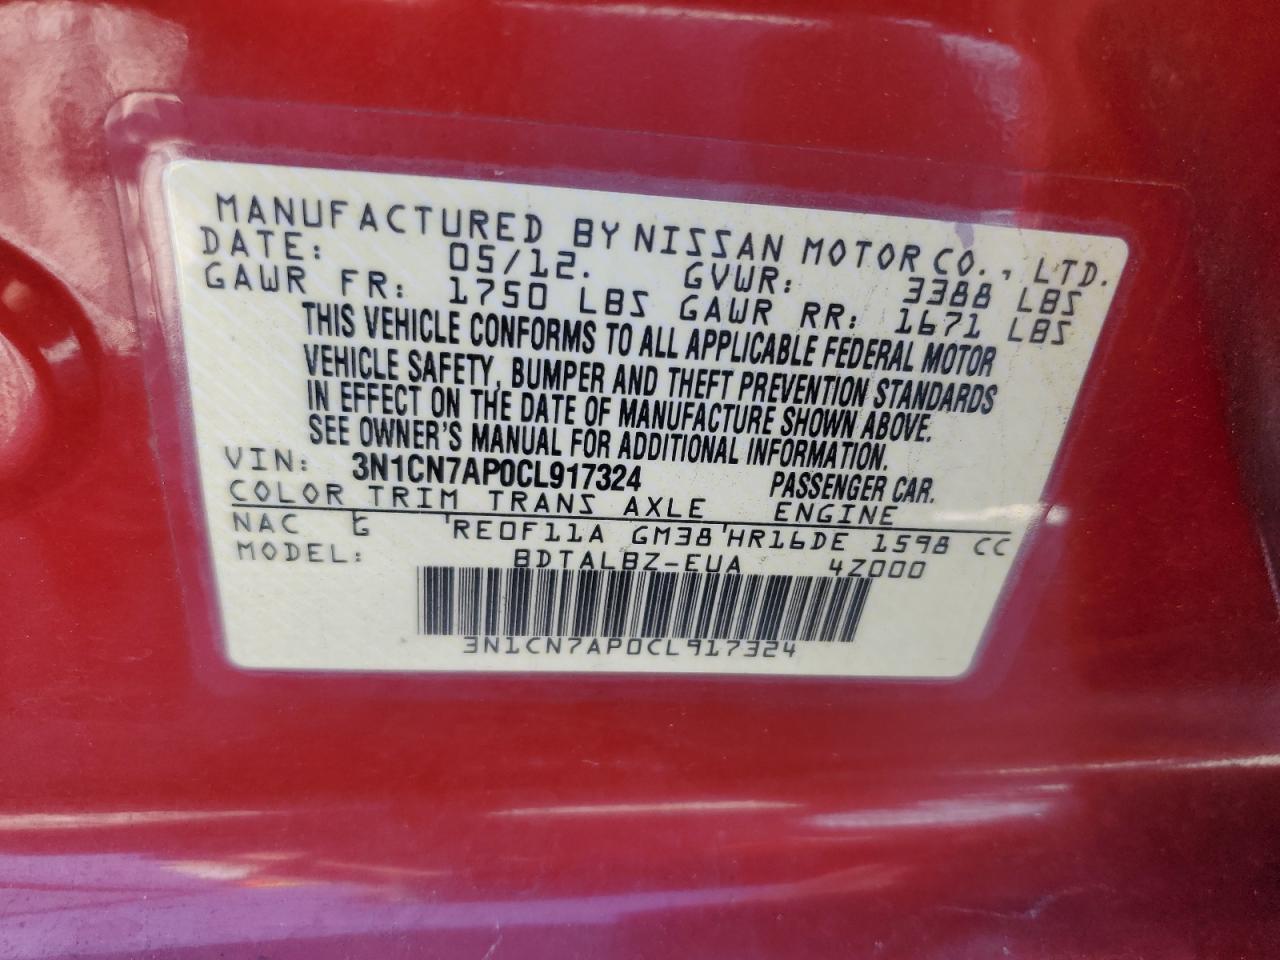 MANUFACTURED BY NISSAN MOTOR CO., LTD.
DATE: 05/12. GVWR: 3388 LBS
GAWR FR: 1750 LBS GAWR RR: 1671 LBS
THIS VEHICLE CONFORMS TO ALL APPLICABLE FEDERAL MOTOR
VEHICLE SAFETY, BUMPER AND THEFT PREVENTION STANDARDS
IN EFFECT ON THE DATE OF MANUFACTURE SHOWN ABOVE.
SEE OWNER'S MANUAL FOR ADDITIONAL INFORMATION.
VIN: 3N1CN7AP0CL917324 PASSENGER CAR.
COLOR TRIM TRANS AXLE ENGINE
NAC G RE0F11A GM38 HR16DE 1598 CC
MODEL: BDTALBZ-EUA 4Z000
3N1CN7AP0CL917324